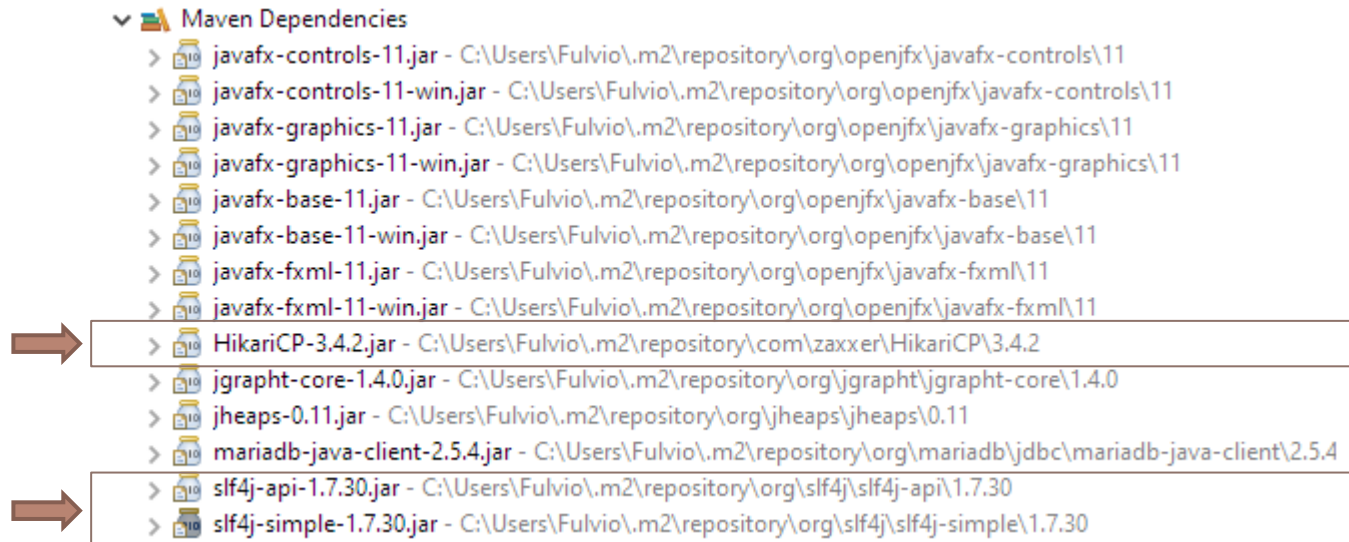 Maven Dependencies
javafx-controls-11.jar - C:\Users\Fulvio\.m2\repository\org\openjfx\javafx-controls\11
javafx-controls-11-win.jar - C:\Users\Fulvio\.m2\repository\org\openjfx\javafx-controls\11
javafx-graphics-11.jar - C:\Users\Fulvio\.m2\repository\org\openjfx\javafx-graphics\11
javafx-graphics-11-win.jar - C:\Users\Fulvio\.m2\repository\org\openjfx\javafx-graphics\11
javafx-base-11.jar - C:\Users\Fulvio\.m2\repository\org\openjfx\javafx-base\11
javafx-base-11-win.jar - C:\Users\Fulvio\.m2\repository\org\openjfx\javafx-base\11
javafx-fxml-11.jar - C:\Users\Fulvio\.m2\repository\org\openjfx\javafx-fxml\11
javafx-fxml-11-win.jar - C:\Users\Fulvio\.m2\repository\org\openjfx\javafx-fxml\11
HikariCP-3.4.2.jar - C:\Users\Fulvio\.m2\repository\com\zaxxer\HikariCP\3.4.2
jgrapht-core-1.4.0.jar - C:\Users\Fulvio\.m2\repository\org\jgrapht\jgrapht-core\1.4.0
jheaps-0.11.jar - C:\Users\Fulvio\.m2\repository\org\jheaps\jheaps\0.11
mariadb-java-client-2.5.4.jar - C:\Users\Fulvio\.m2\repository\org\mariadb\jdbc\mariadb-java-client\2.5.4
slf4j-api-1.7.30.jar - C:\Users\Fulvio\.m2\repository\org\slf4j\slf4j-api\1.7.30
slf4j-simple-1.7.30.jar - C:\Users\Fulvio\.m2\repository\org\slf4j\slf4j-simple\1.7.30